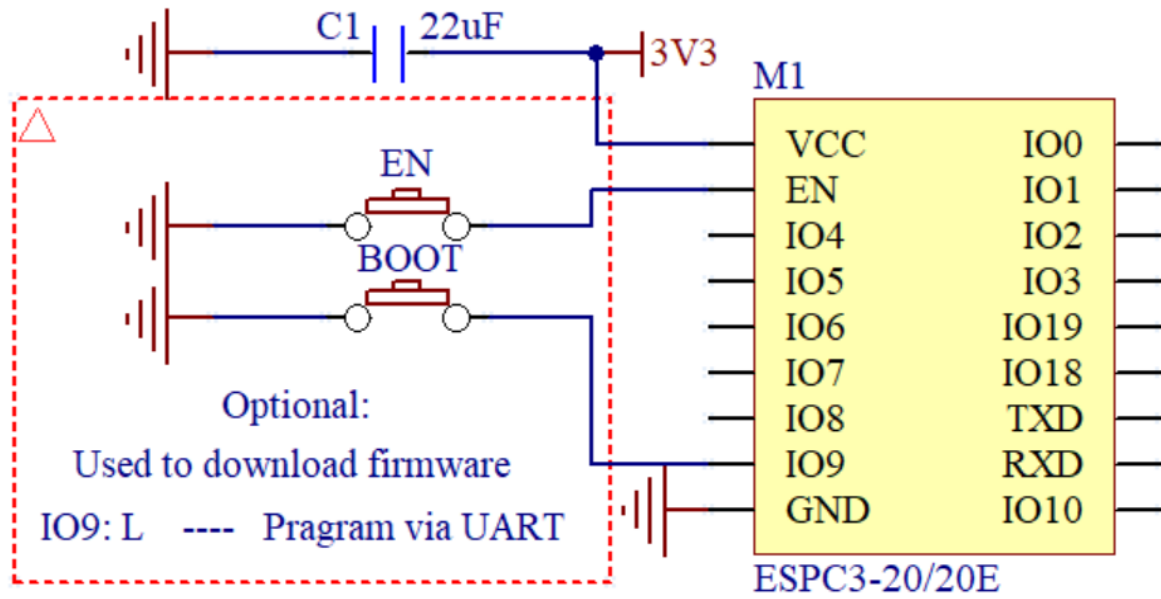 C1 22uF
3V3
M1
VCC IO0
EN
EN IO1
IO4 IO2
BOOT
IO5 IO3
IO6 IO19
IO7 IO18
Optional:
IO8 TXD
Used to download firmware
IO9 RXD
IO9: L ---- Pragram via UART
GND IO10
ESPC3-20/20E